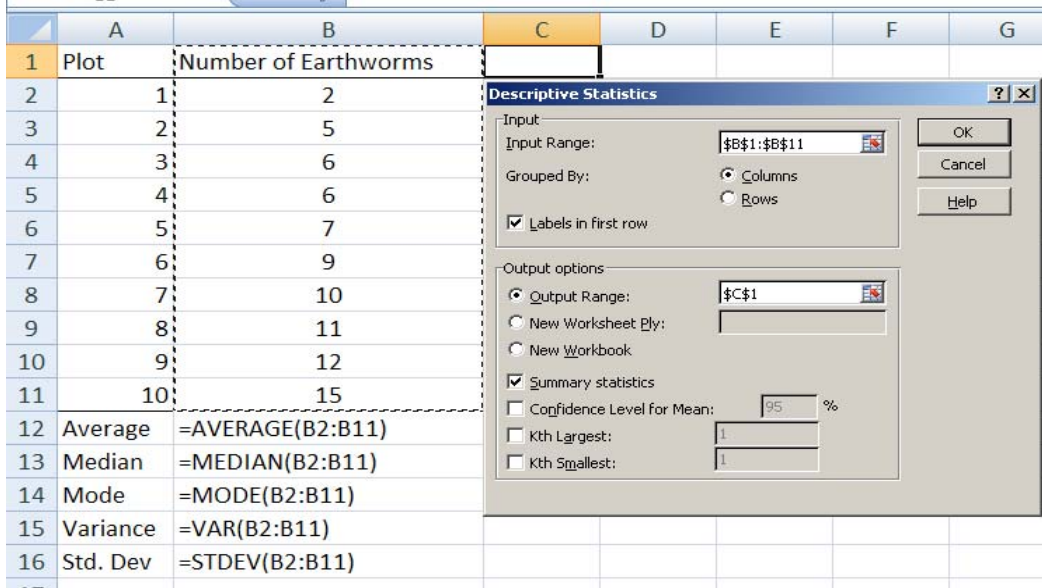 A B C D E F G
1 Plot Number of Earthworms
2 1 2
3 2 5
4 3 6
5 4 6
6 5 7
7 6 9
8 7 10
9 8 11
10 9 12
11 10 15
12 Average =AVERAGE(B2:B11)
13 Median =MEDIAN(B2:B11)
14 Mode =MODE(B2:B11)
15 Variance =VAR(B2:B11)
16 Std. Dev =STDEV(B2:B11)
Descriptive Statistics ? X
Input
Input Range: $B$1:$B$11
Grouped By: Columns
Rows
Labels in first row
OK
Cancel
Help
Output options
Output Range: $C$1
New Worksheet Ply:
New Workbook
Summary statistics
Confidence Level for Mean: 95 %
Kth Largest: 1
Kth Smallest: 1